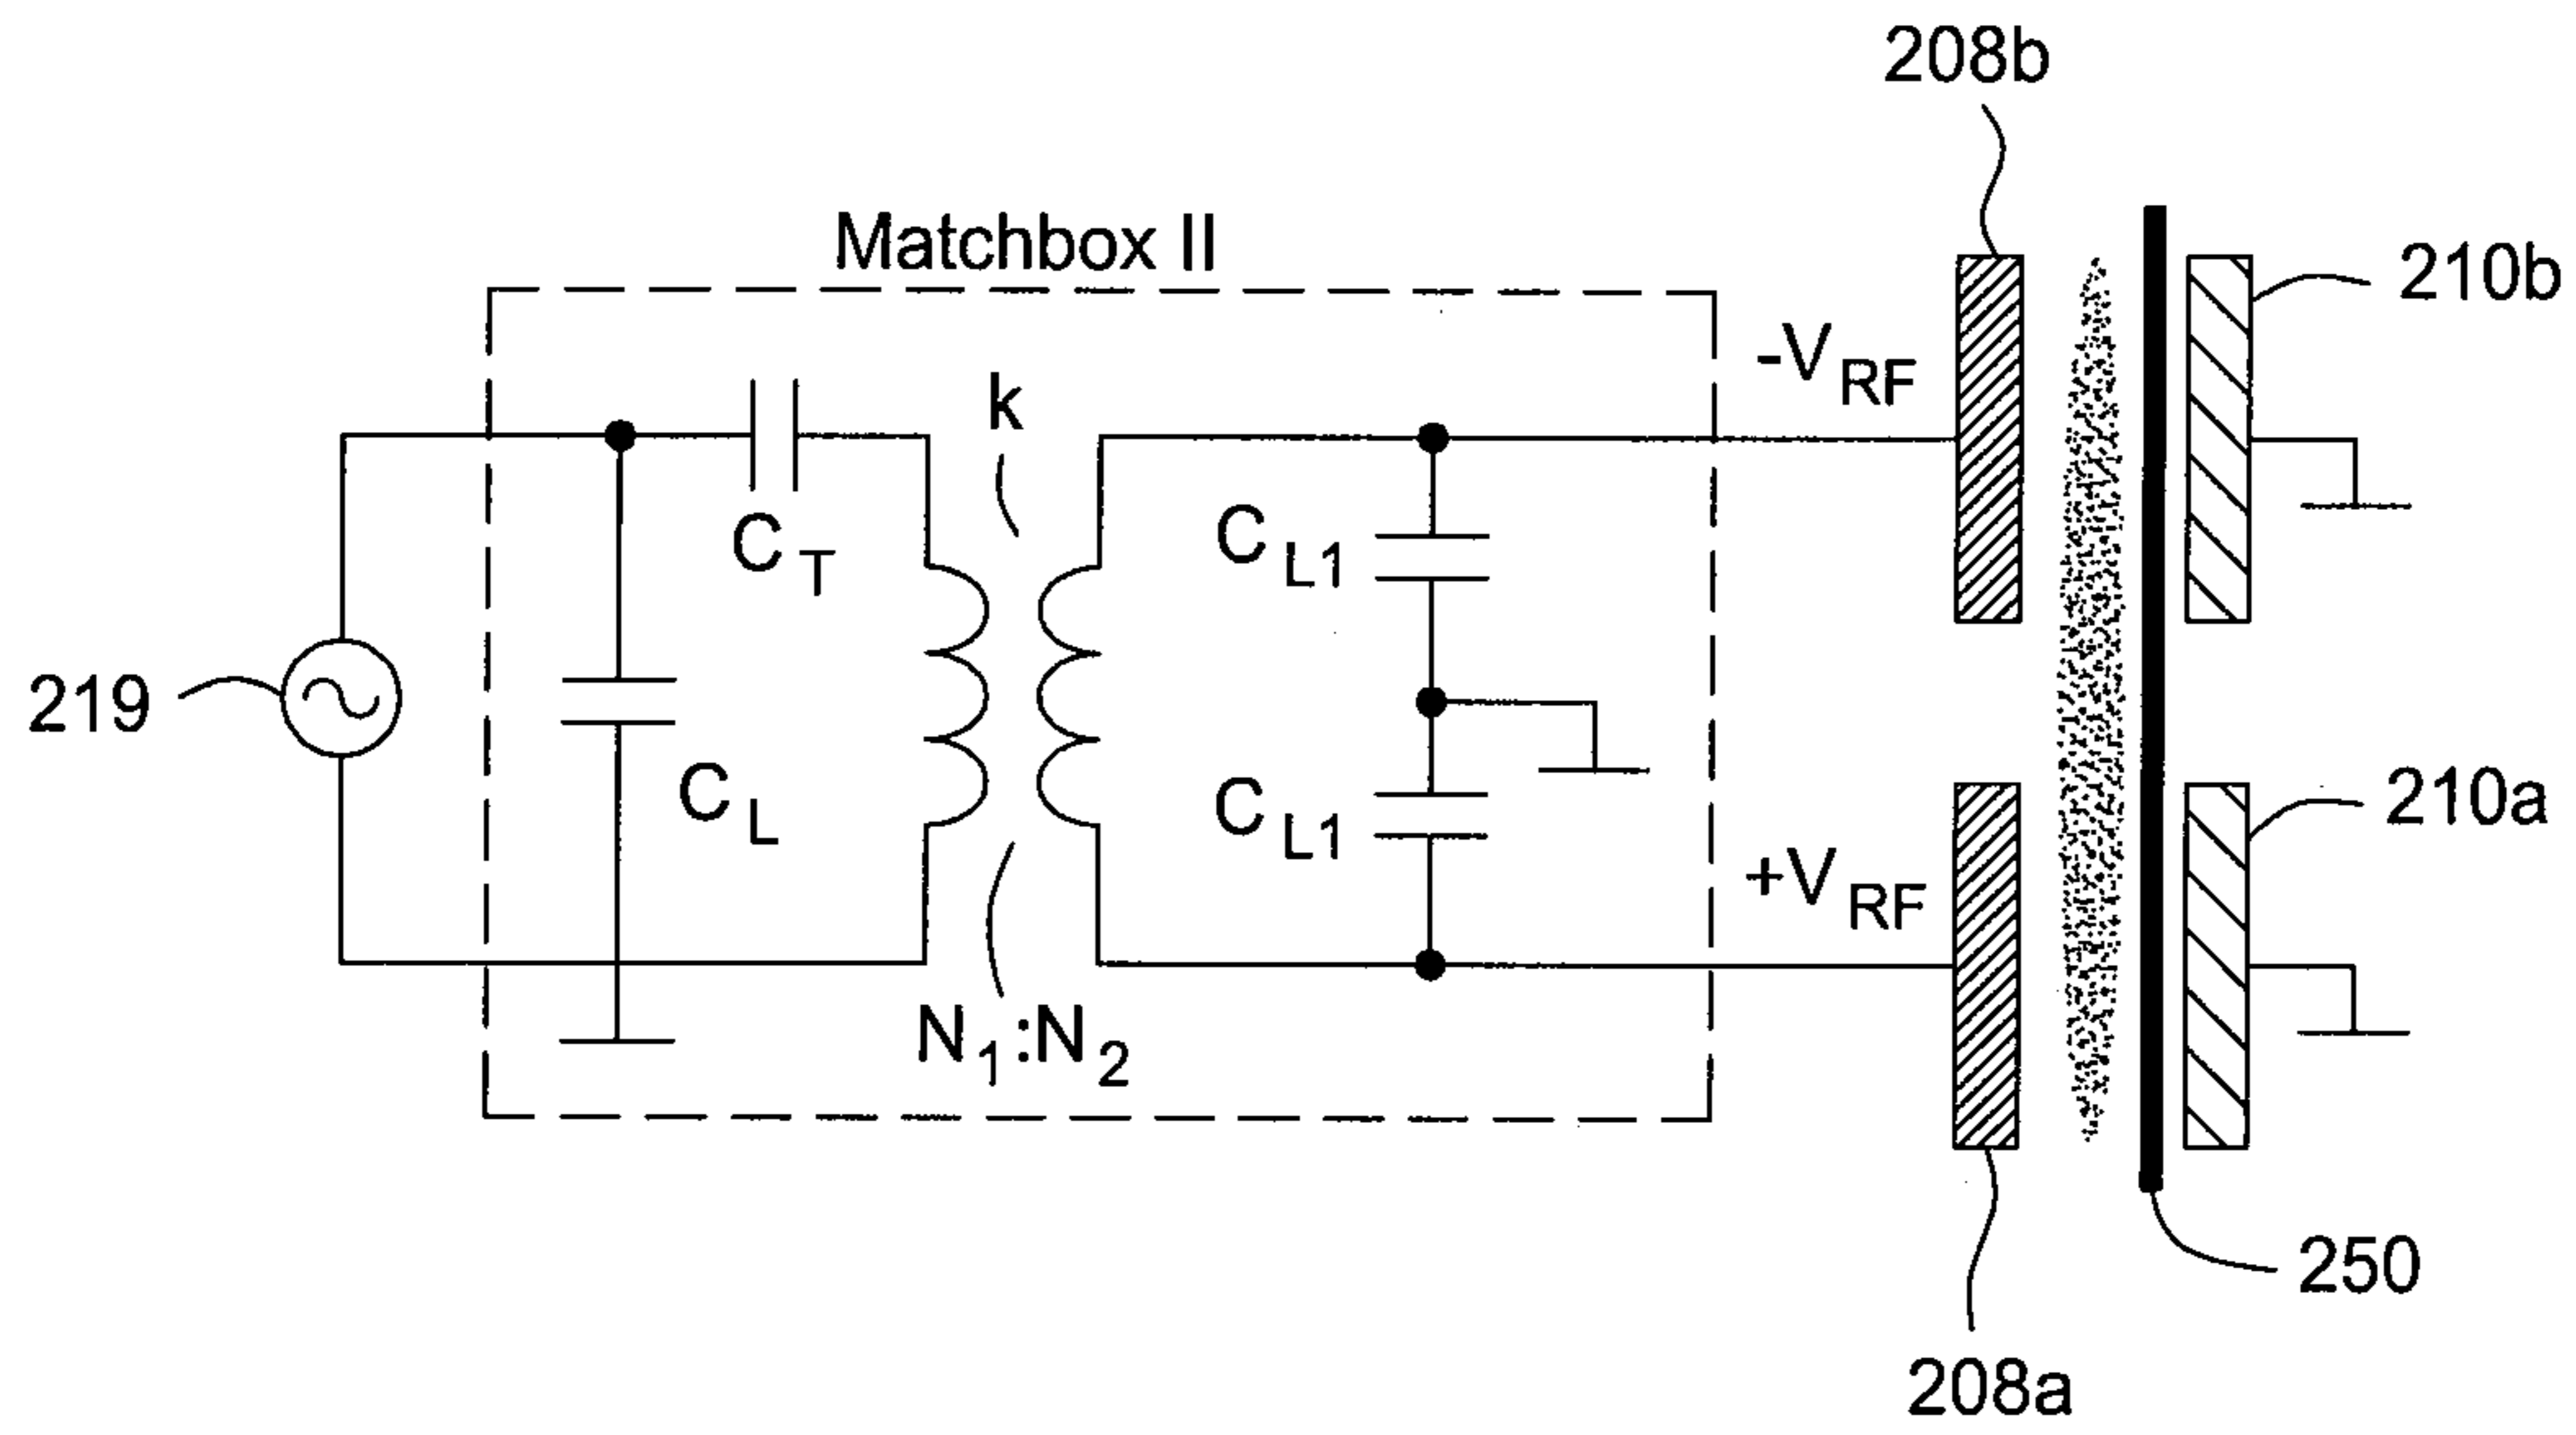 208b
Matchbox II
210b
-VRF
k
CT
CL1
219
CL
CL1
210a
+VRF
N1:N2
250
208a